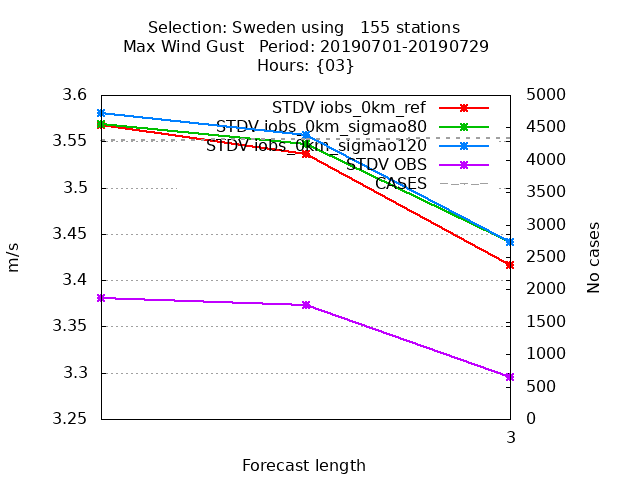 Selection: Sweden using   155 stations
Max Wind Gust   Period: 20190701-20190729
Hours: {03}
STDV iobs_0km_ref
STDV iobs_0km_sigmao80
STDV iobs_0km_sigmao120
STDV OBS
CASES
3.6
3.55
3.5
3.45
3.4
3.35
3.3
3.25
m/s
5000
4500
4000
3500
3000
2500
2000
1500
1000
500
0
No cases
3
Forecast length